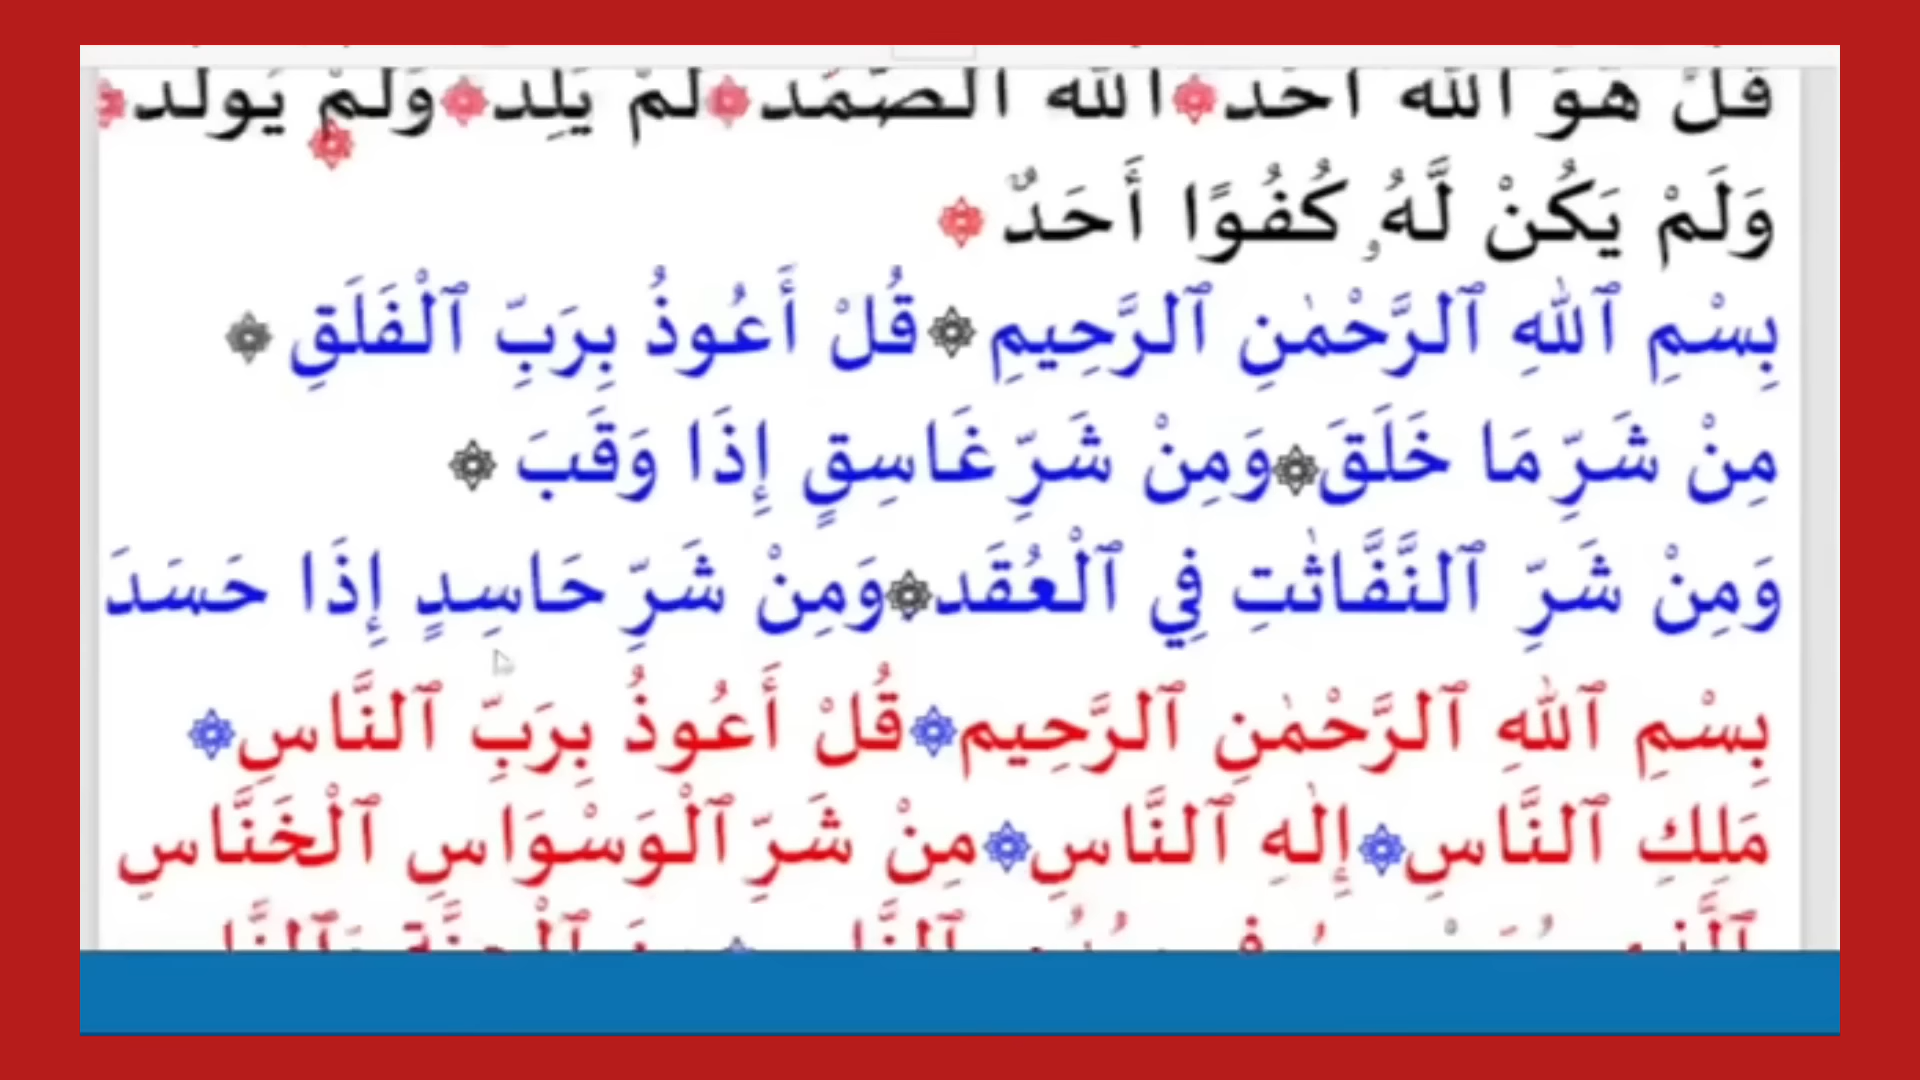 قُلْ هُوَ ٱللَّه أَحَد۞ٱللَّه ٱلصَّمَد۞لَمْ يَلِد۞وَلَمْ يُولَد۞
وَلَمْ يَكُنْ لَّهُۥ كُفُوًا أَحَدٌ۞
بِسْمِ ٱللّٰهِ ٱلرَّحْمٰنِ ٱلرَّحِيمِ۞قُلْ أَعُوذُ بِرَبِّ ٱلْفَلَقِ۞
مِنْ شَرِّ مَا خَلَقَ۞وَمِنْ شَرِّ غَاسِقٍ إِذَا وَقَبَ۞
وَمِنْ شَرِّ ٱلنَّفَّاثٰتِ فِي ٱلْعُقَد۞وَمِنْ شَرِّ حَاسِدٍ إِذَا حَسَدَ
بِسْمِ ٱللّٰهِ ٱلرَّحْمٰنِ ٱلرَّحِيم۞قُلْ أَعُوذُ بِرَبِّ ٱلنَّاسِ۞
مَلِكِ ٱلنَّاسِ۞إِلٰهِ ٱلنَّاسِ۞مِنْ شَرِّ ٱلْوَسْوَاسِ ٱلْخَنَّاسِ